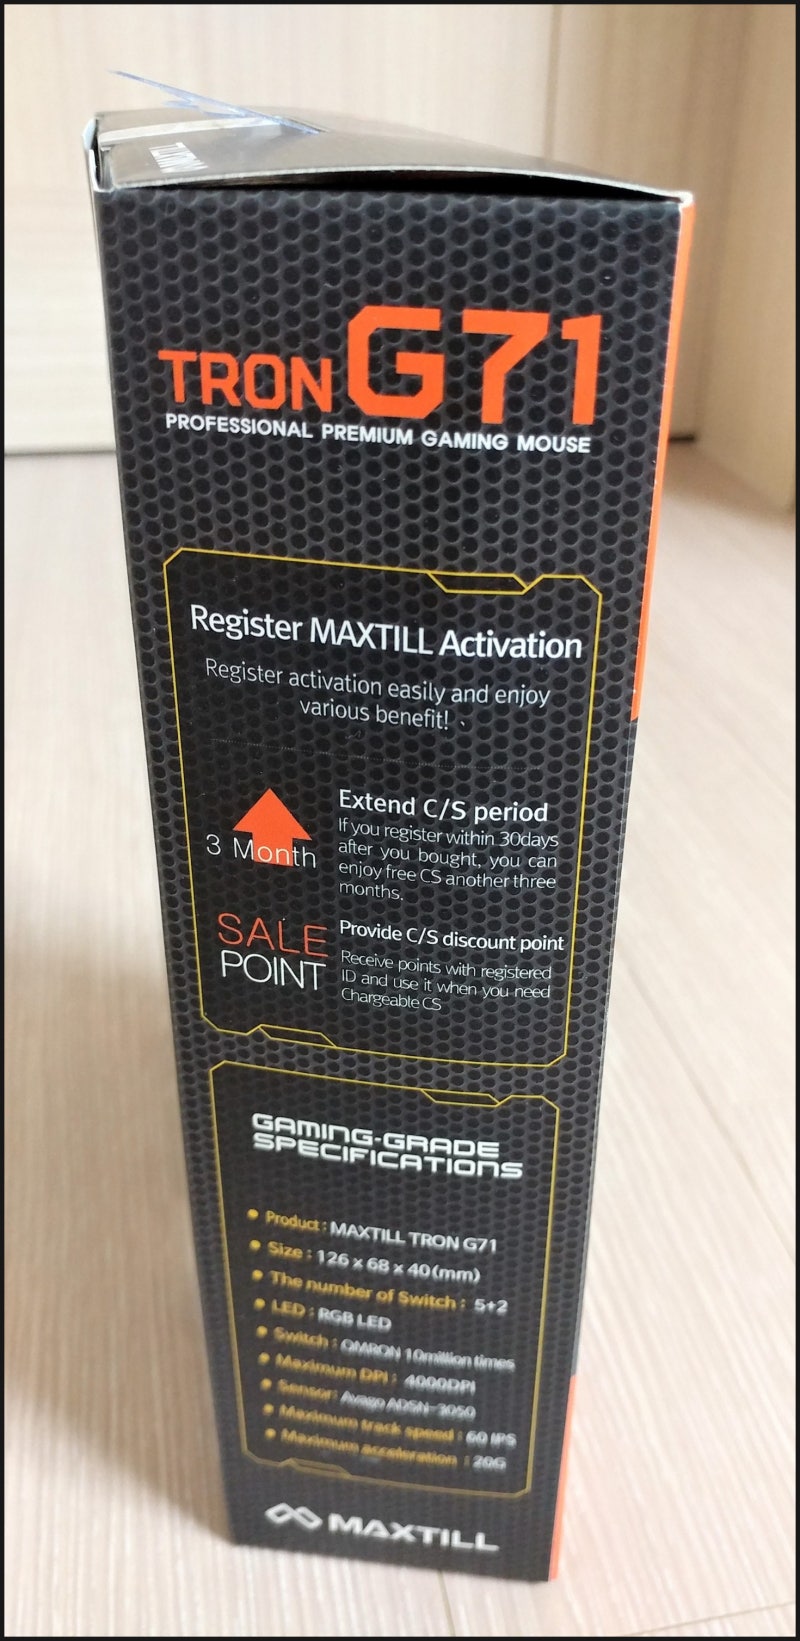 TRON G71
PROFESSIONAL PREMIUM GAMING MOUSE
Register MAXTILL Activation
Register activation easily and enjoy
various benefit!
3 Month
Extend C/S period
If you register within 30days
after you bought, you can
enjoy free CS another three
months.
SALE
POINT
Provide C/S discount point
Receive points with registered
ID and use it when you need
Chargeable CS
GAMING-GRADE
SPECIFICATIONS
• Product : MAXTILL TRON G71
• Size : 126 x 68 x 40(mm)
• The number of Switch : 5+2
• LED : RGB LED
• Switch : OMRON 10million times
• Maximum DPI : 4000DPI
• Sensor: Avago ADSN-3050
• Maximum track speed : 60 IPS
• Maximum acceleration : 20G
MAXTILL